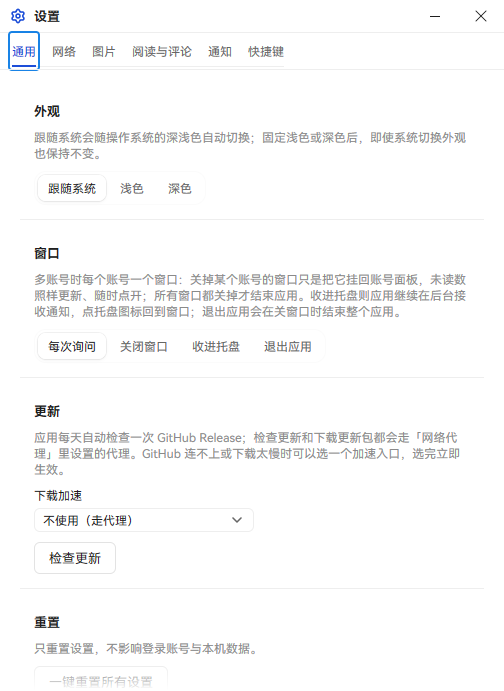 设置
通用 网络 图片 阅读与评论 通知 快捷键
外观
跟随系统会随操作系统的深浅色自动切换；固定浅色或深色后，即使系统切换外观
也保持不变。
跟随系统 浅色 深色
窗口
多账号时每个账号一个窗口：关掉某个账号的窗口只是把它挂回账号面板，未读数
照样更新、随时点开；所有窗口都关掉才结束应用。收进托盘则应用继续在后台接
收通知，点托盘图标回到窗口；退出应用会在关窗口时结束整个应用。
每次询问 关闭窗口 收进托盘 退出应用
更新
应用每天自动检查一次 GitHub Release；检查更新和下载更新包都会走「网络代
理」里设置的代理。GitHub 连不上或下载太慢时可以选一个加速入口，选完立即
生效。
下载加速
不使用（走代理）
检查更新
重置
只重置设置，不影响登录账号与本机数据。
一键重置所有设置